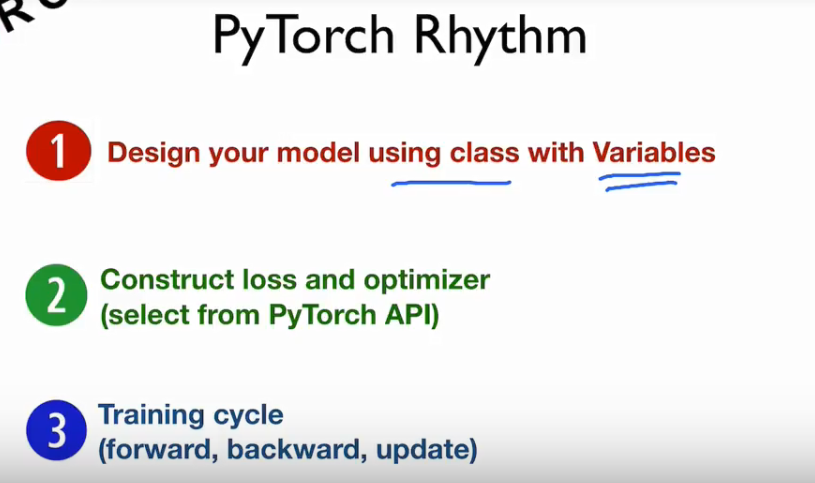 PyTorch Rhythm
1 Design your model using class with Variables
2 Construct loss and optimizer
(select from PyTorch API)
3 Training cycle
(forward, backward, update)